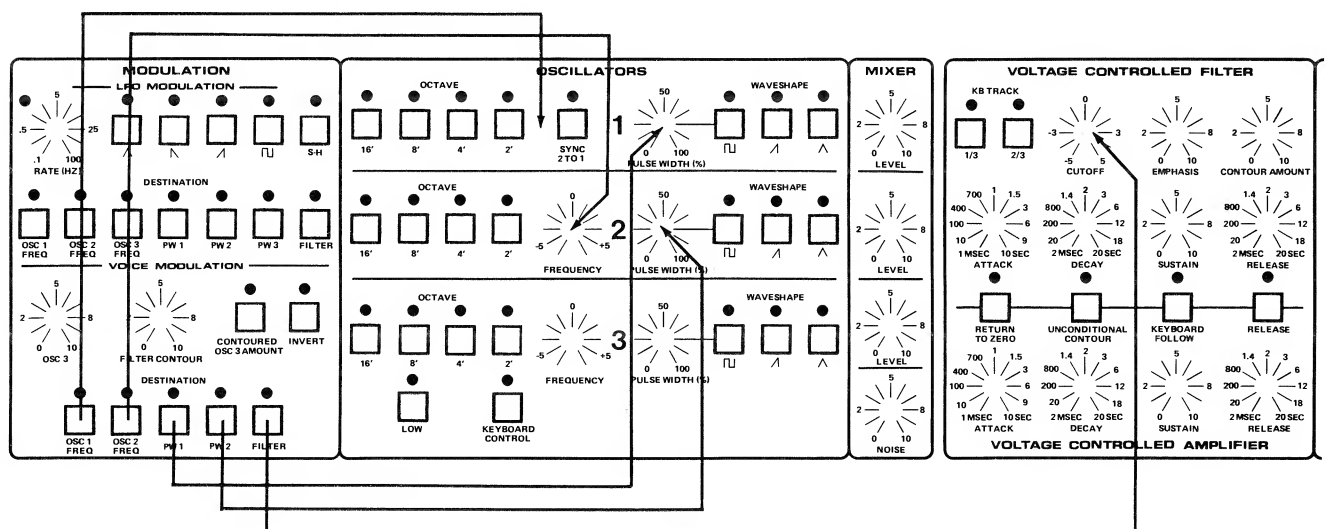 MODULATION
LFO MODULATION
5
.5 25
.1 100
RATE (HZ)
S-H
DESTINATION
OSC 1 FREQ
OSC 2 FREQ
OSC 3 FREQ
PW 1
PW 2
PW 3
FILTER
VOICE MODULATION
5
2 8
0 10
OSC 3
5
2 8
0 10
FILTER CONTOUR
CONTOURED OSC 3 AMOUNT
INVERT
DESTINATION
OSC 1 FREQ
OSC 2 FREQ
PW 1
PW 2
FILTER
OSCILLATORS
OCTAVE
16' 8' 4' 2'
SYNC 2 TO 1
1
50
0 100
PULSE WIDTH (%)
WAVESHAPE
OCTAVE
16' 8' 4' 2'
0
-5 +5
FREQUENCY
2
50
0 100
PULSE WIDTH (%)
WAVESHAPE
OCTAVE
16' 8' 4' 2'
0
-5 +5
FREQUENCY
3
50
0 100
PULSE WIDTH (%)
WAVESHAPE
LOW
KEYBOARD CONTROL
MIXER
5
2 8
0 10
LEVEL
5
2 8
0 10
LEVEL
5
2 8
0 10
LEVEL
5
2 8
0 10
NOISE
VOLTAGE CONTROLLED FILTER
KB TRACK
1/3 2/3
0
-3 3
-5 5
CUTOFF
5
2 8
0 10
EMPHASIS
5
2 8
0 10
CONTOUR AMOUNT
1
700 1.5
400 3
100 6
10 9
1 MSEC 10 SEC
ATTACK
2
1.4 3
800 6
200 12
20 18
2 MSEC 20 SEC
DECAY
5
2 8
0 10
SUSTAIN
2
1.4 3
800 6
200 12
20 18
2 MSEC 20 SEC
RELEASE
RETURN TO ZERO
UNCONDITIONAL CONTOUR
KEYBOARD FOLLOW
RELEASE
1
700 1.5
400 3
100 6
10 9
1 MSEC 10 SEC
ATTACK
2
1.4 3
800 6
200 12
20 18
2 MSEC 20 SEC
DECAY
5
2 8
0 10
SUSTAIN
2
1.4 3
800 6
200 12
20 18
2 MSEC 20 SEC
RELEASE
VOLTAGE CONTROLLED AMPLIFIER